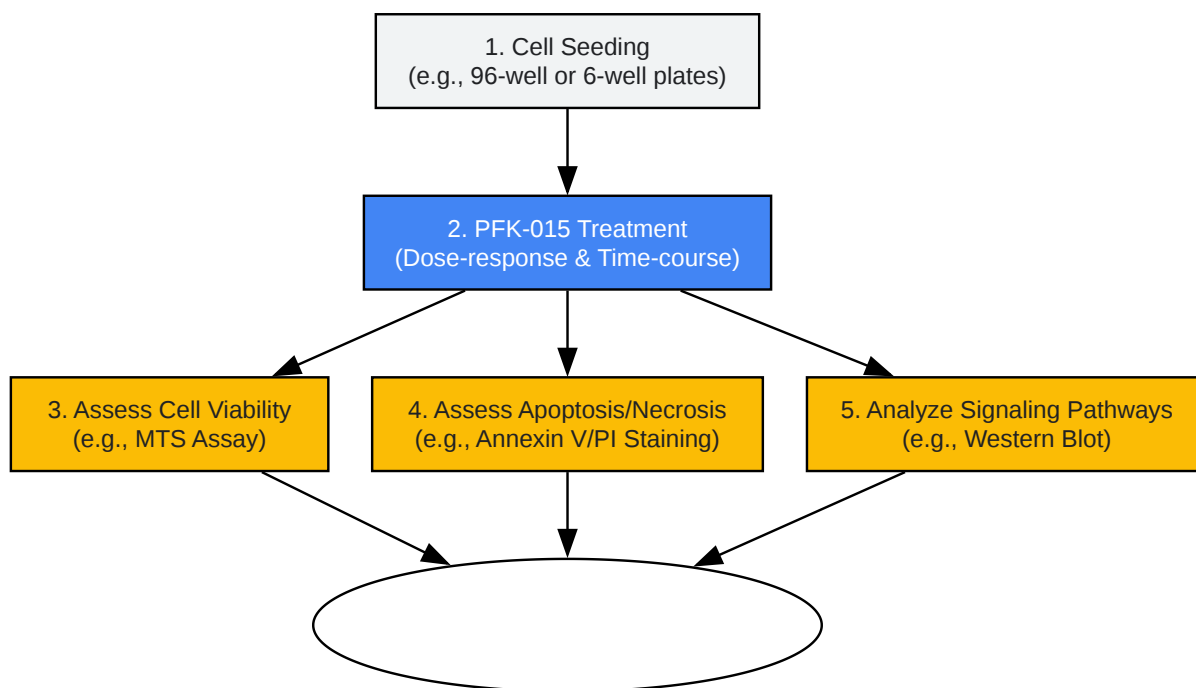 1. Cell Seeding
(e.g., 96-well or 6-well plates)
2. PFK-015 Treatment
(Dose-response & Time-course)
3. Assess Cell Viability
(e.g., MTS Assay)
4. Assess Apoptosis/Necrosis
(e.g., Annexin V/PI Staining)
5. Analyze Signaling Pathways
(e.g., Western Blot)